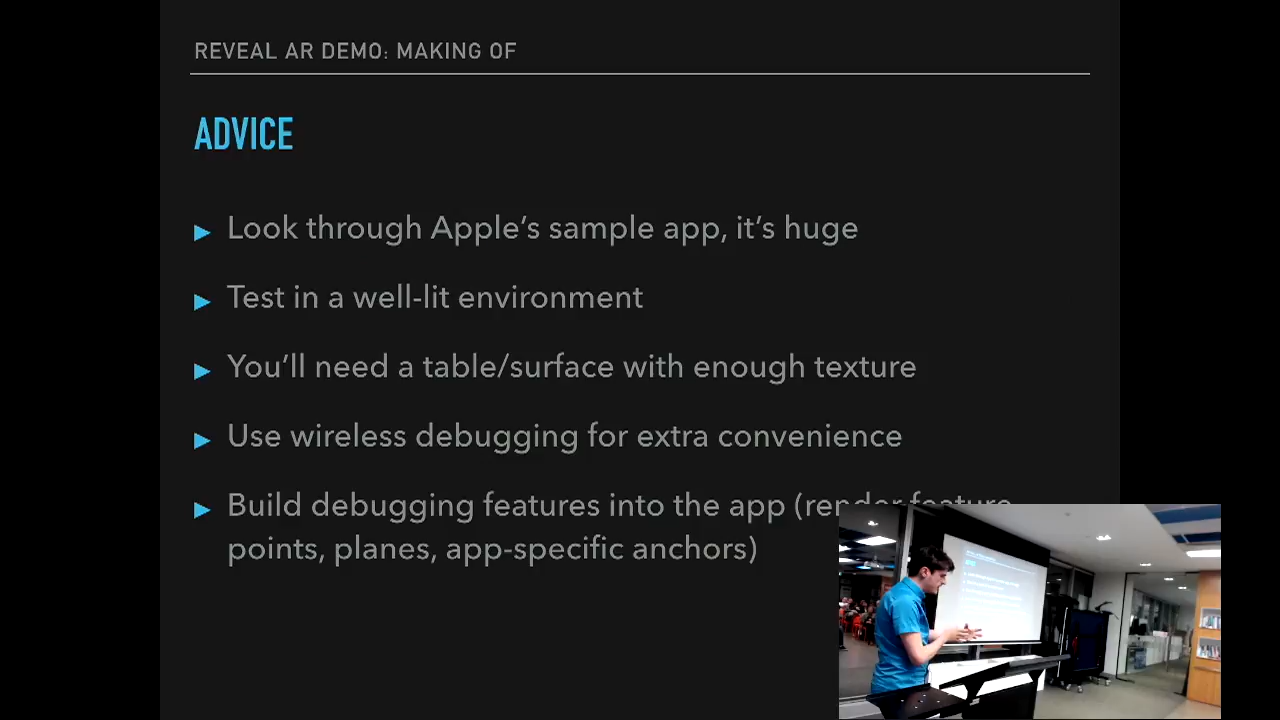 REVEAL AR DEMO: MAKING OF
ADVICE
▶ Look through Apple’s sample app, it’s huge
▶ Test in a well-lit environment
▶ You’ll need a table/surface with enough texture
▶ Use wireless debugging for extra convenience
▶ Build debugging features into the app (render feature
points, planes, app-specific anchors)